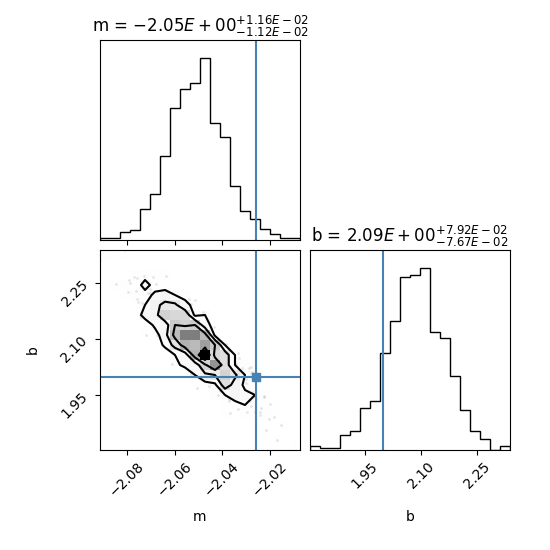 m = −2.05E + 00 +1.16E − 02 −1.12E − 02
b = 2.09E + 00 +7.92E − 02 −7.67E − 02
2.25
2.10
1.95
b
−2.08 −2.06 −2.04 −2.02
m
1.95 2.10 2.25
b